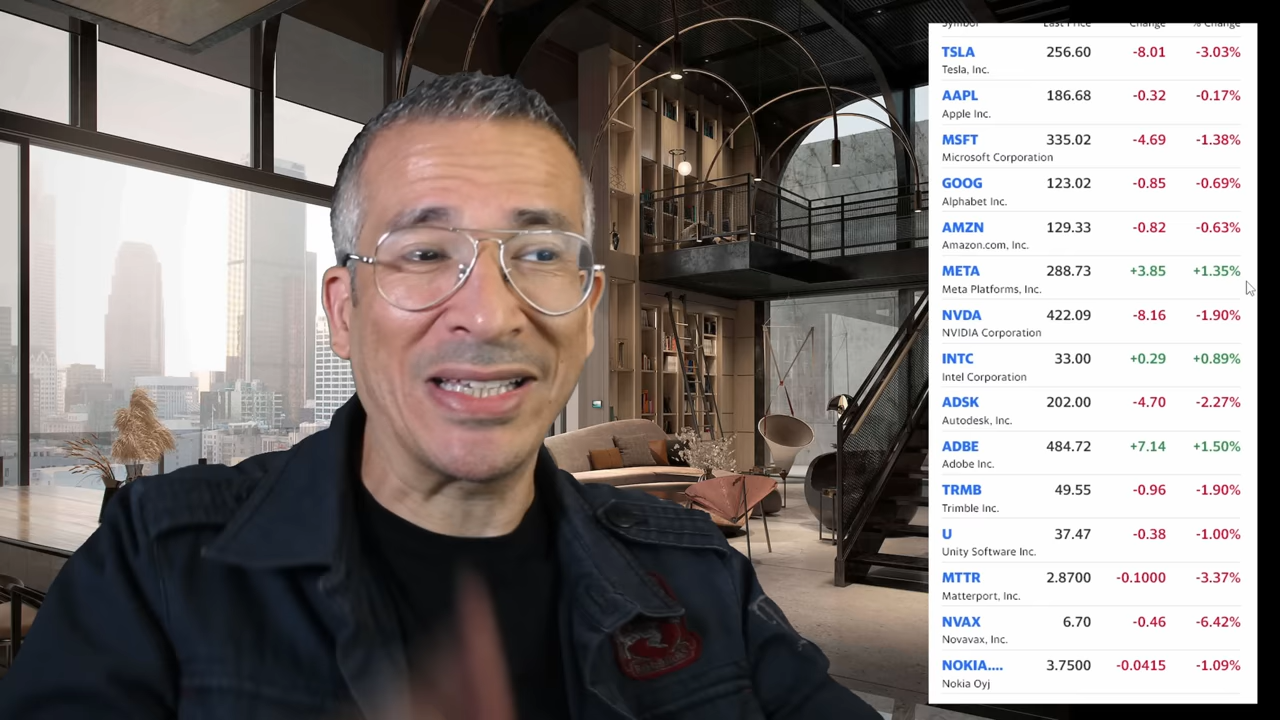 Symbol Last Price Change % Change
TSLA 256.60 -8.01 -3.03%
Tesla, Inc.
AAPL 186.68 -0.32 -0.17%
Apple Inc.
MSFT 335.02 -4.69 -1.38%
Microsoft Corporation
GOOG 123.02 -0.85 -0.69%
Alphabet Inc.
AMZN 129.33 -0.82 -0.63%
Amazon.com, Inc.
META 288.73 +3.85 +1.35%
Meta Platforms, Inc.
NVDA 422.09 -8.16 -1.90%
NVIDIA Corporation
INTC 33.00 +0.29 +0.89%
Intel Corporation
ADSK 202.00 -4.70 -2.27%
Autodesk, Inc.
ADBE 484.72 +7.14 +1.50%
Adobe Inc.
TRMB 49.55 -0.96 -1.90%
Trimble Inc.
U 37.47 -0.38 -1.00%
Unity Software Inc.
MTTR 2.8700 -0.1000 -3.37%
Matterport, Inc.
NVAX 6.70 -0.46 -6.42%
Novavax, Inc.
NOKIA.... 3.7500 -0.0415 -1.09%
Nokia Oyj